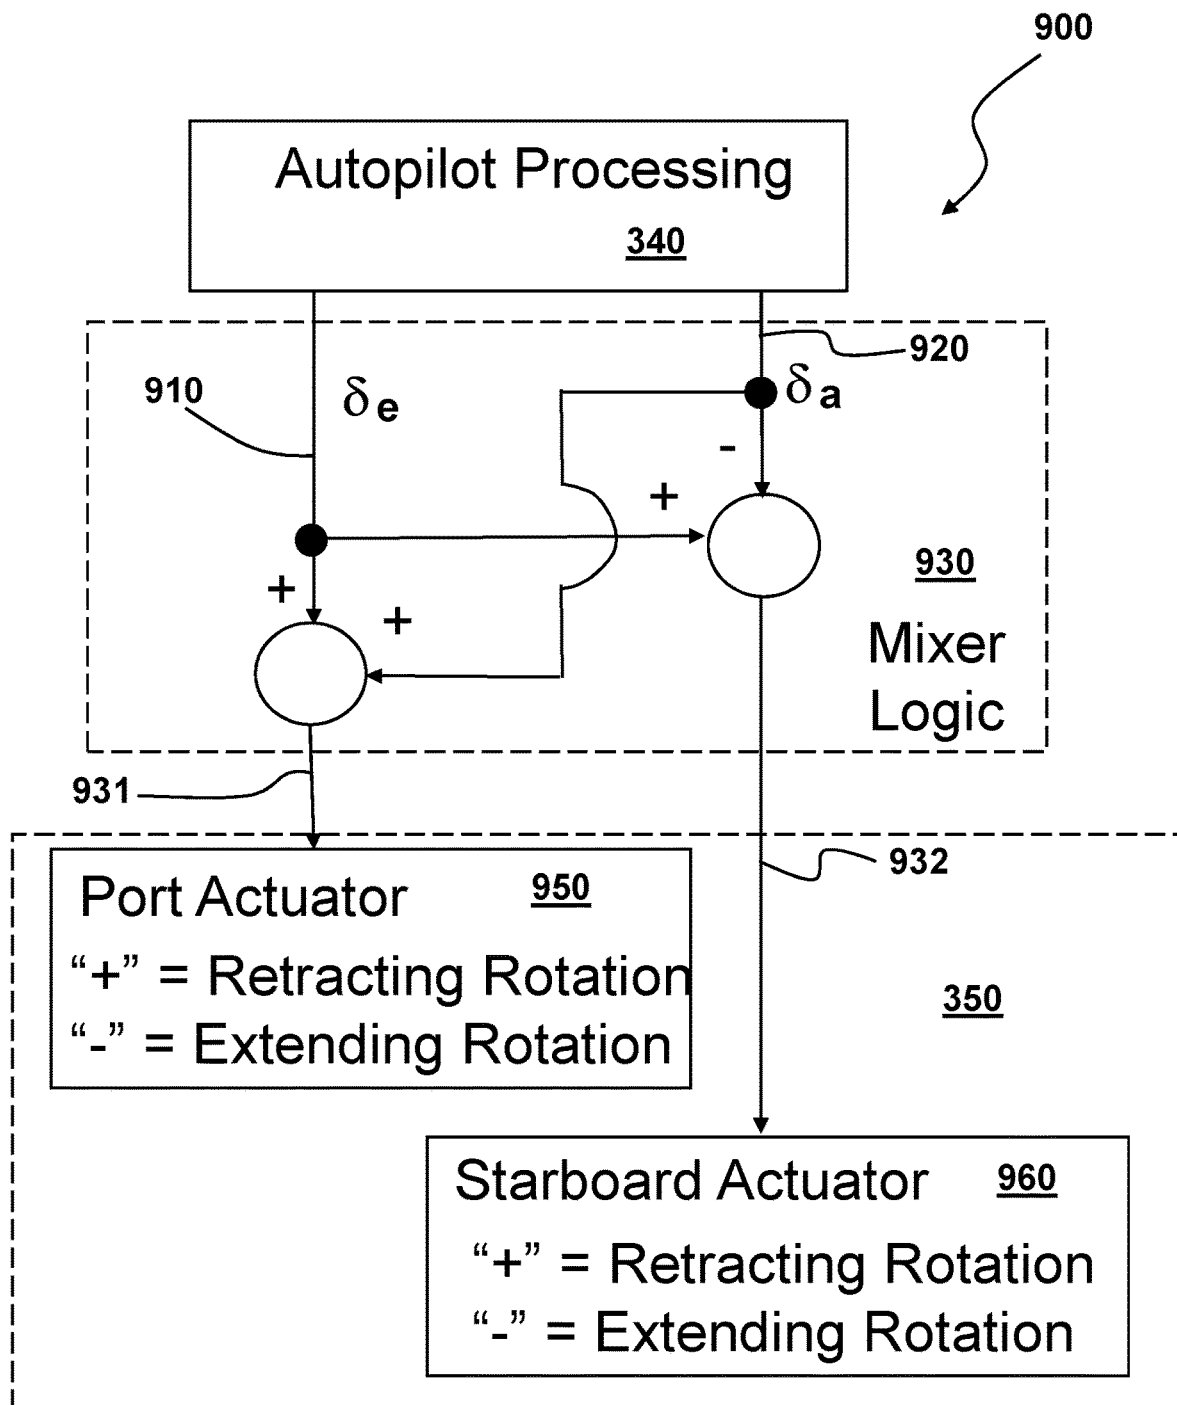 900
Autopilot Processing
340
920
910
δe
δa
-
+
930
+
+
Mixer
Logic
931
932
Port Actuator 950
“+” = Retracting Rotation
“-” = Extending Rotation
350
Starboard Actuator 960
“+” = Retracting Rotation
“-” = Extending Rotation